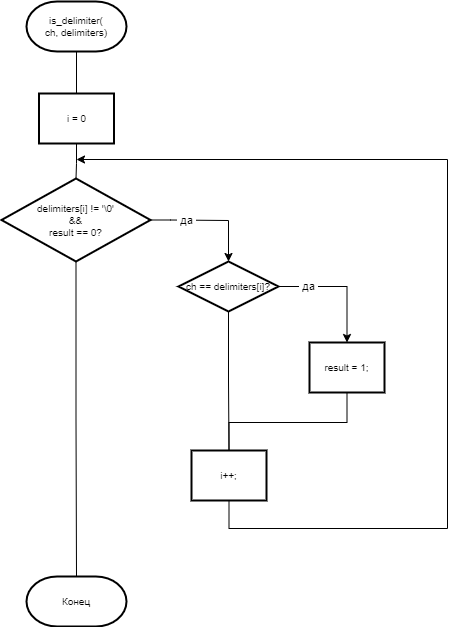 is_delimiter(
ch, delimiters)
i = 0
delimiters[i] != '\0'
&&
result == 0?
да
ch == delimiters[i]?
да
result = 1;
i++;
Конец